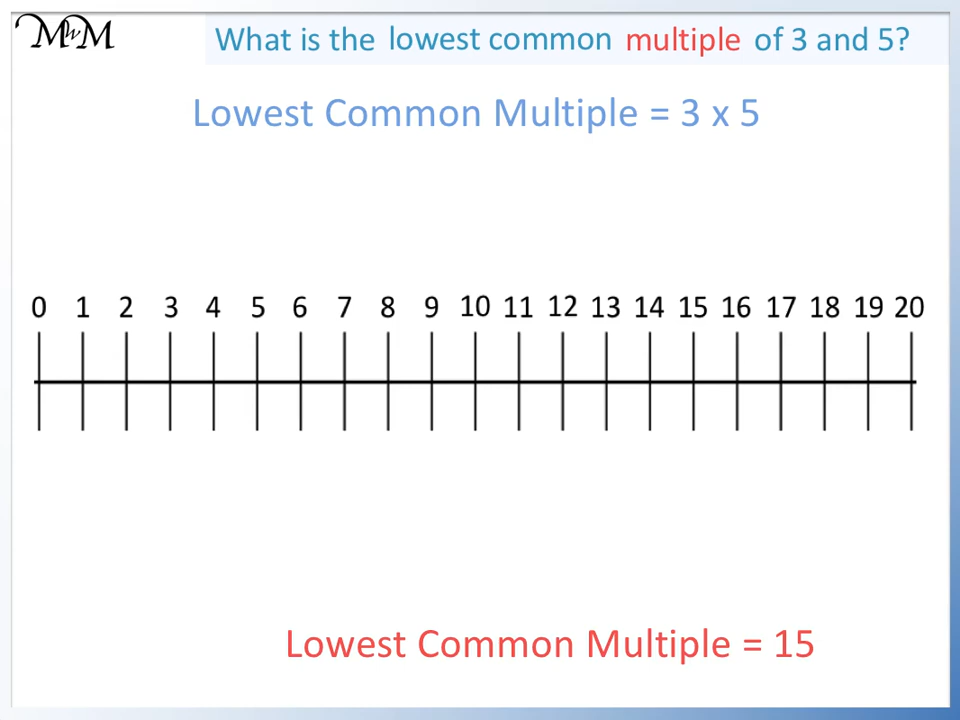 MwM
What is the lowest common multiple of 3 and 5?
Lowest Common Multiple = 3 x 5
0 1 2 3 4 5 6 7 8 9 10 11 12 13 14 15 16 17 18 19 20
Lowest Common Multiple = 15